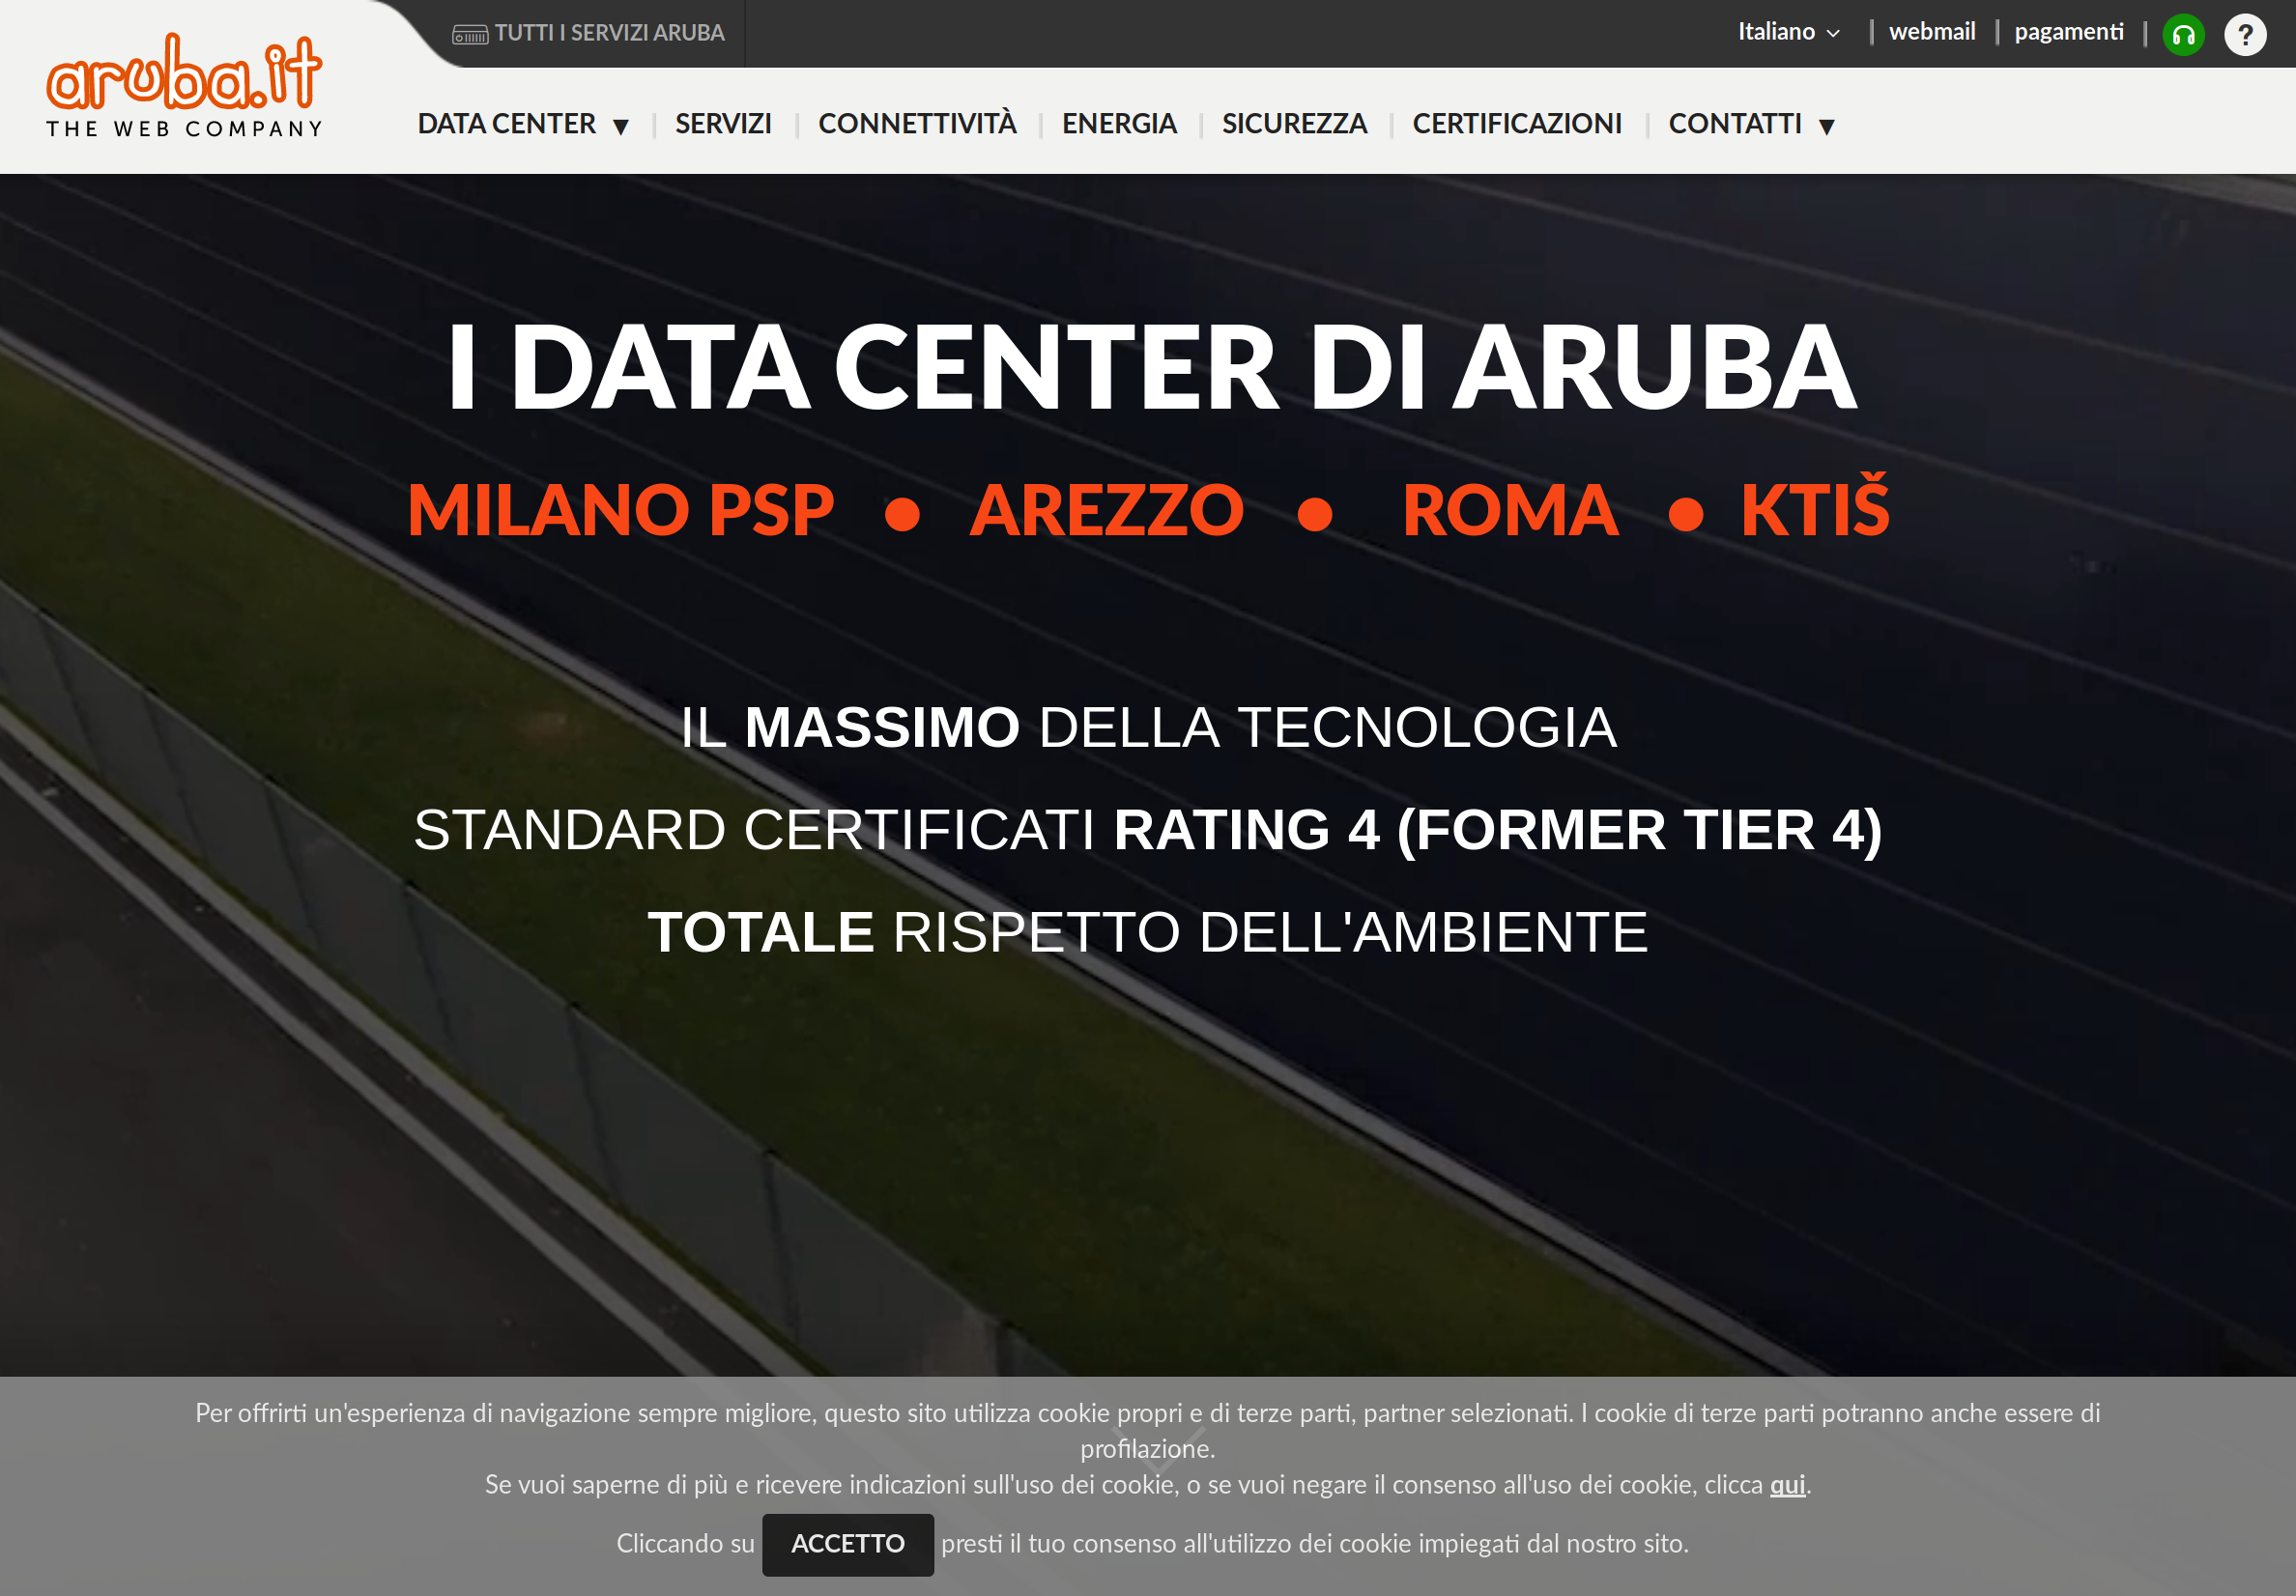 aruba.it
THE WEB COMPANY
TUTTI I SERVIZI ARUBA
Italiano
webmail
pagamenti
?
DATA CENTER ▼
SERVIZI
CONNETTIVITÀ
ENERGIA
SICUREZZA
CERTIFICAZIONI
CONTATTI ▼
I DATA CENTER DI ARUBA
MILANO PSP ● AREZZO ● ROMA ● KTIŠ
IL MASSIMO DELLA TECNOLOGIA
STANDARD CERTIFICATI RATING 4 (FORMER TIER 4)
TOTALE RISPETTO DELL'AMBIENTE
Per offrirti un'esperienza di navigazione sempre migliore, questo sito utilizza cookie propri e di terze parti, partner selezionati. I cookie di terze parti potranno anche essere di
profilazione.
Se vuoi saperne di più e ricevere indicazioni sull'uso dei cookie, o se vuoi negare il consenso all'uso dei cookie, clicca qui.
Cliccando su ACCETTO presti il tuo consenso all'utilizzo dei cookie impiegati dal nostro sito.